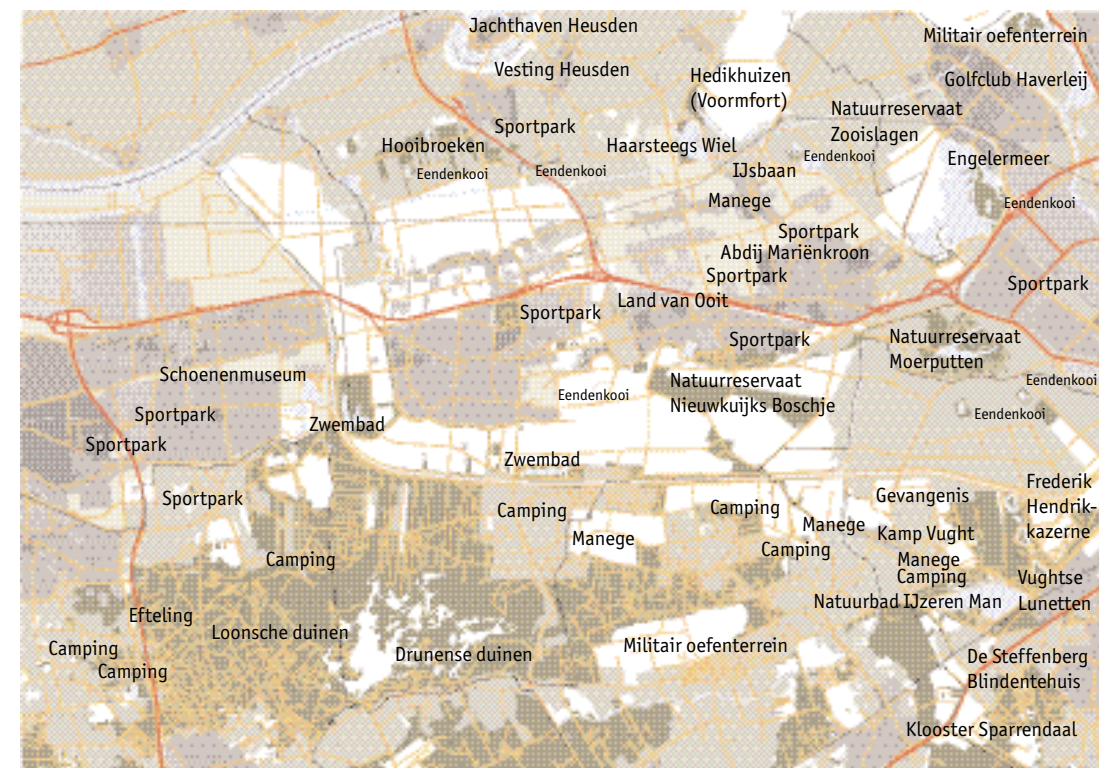 Jachthaven Heusden
Militair oefenterrein
Vesting Heusden
Hedikhuizen
(Voormfort)
Golfclub Haverleij
Natuurreservaat
Zooislagen
Sportpark
Hooibroeken
Haarsteegs Wiel
Eendenkooi
Engelermeer
Eendenkooi
Eendenkooi
IJsbaan
Manege
Eendenkooi
Sportpark
Abdij Mariënkroon
Sportpark
Sportpark
Land van Ooit
Sportpark
Sportpark
Natuurreservaat
Moerputten
Schoenenmuseum
Natuurreservaat
Nieuwkuijks Boschje
Eendenkooi
Eendenkooi
Sportpark
Eendenkooi
Zwembad
Sportpark
Zwembad
Sportpark
Camping
Camping
Gevangenis
Frederik
Hendrik-
kazerne
Manege
Manege
Kamp Vught
Camping
Camping
Manege
Camping
Vughtse
Lunetten
Natuurbad IJzeren Man
Efteling
Loonsche duinen
Camping
Drunense duinen
Militair oefenterrein
Camping
De Steffenberg
Blindentehuis
Klooster Sparrendaal